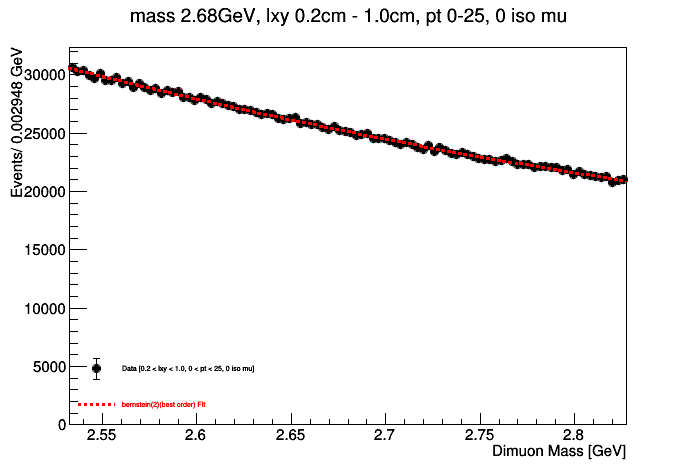 mass 2.68GeV, lxy 0.2cm - 1.0cm, pt 0-25, 0 iso mu
Events/ 0.002948 GeV
30000
25000
20000
15000
10000
5000
0
Data [0.2 < lxy < 1.0, 0 < pt < 25, 0 iso mu]
bernstein(2)(best order) Fit
2.55 2.6 2.65 2.7 2.75 2.8
Dimuon Mass [GeV]